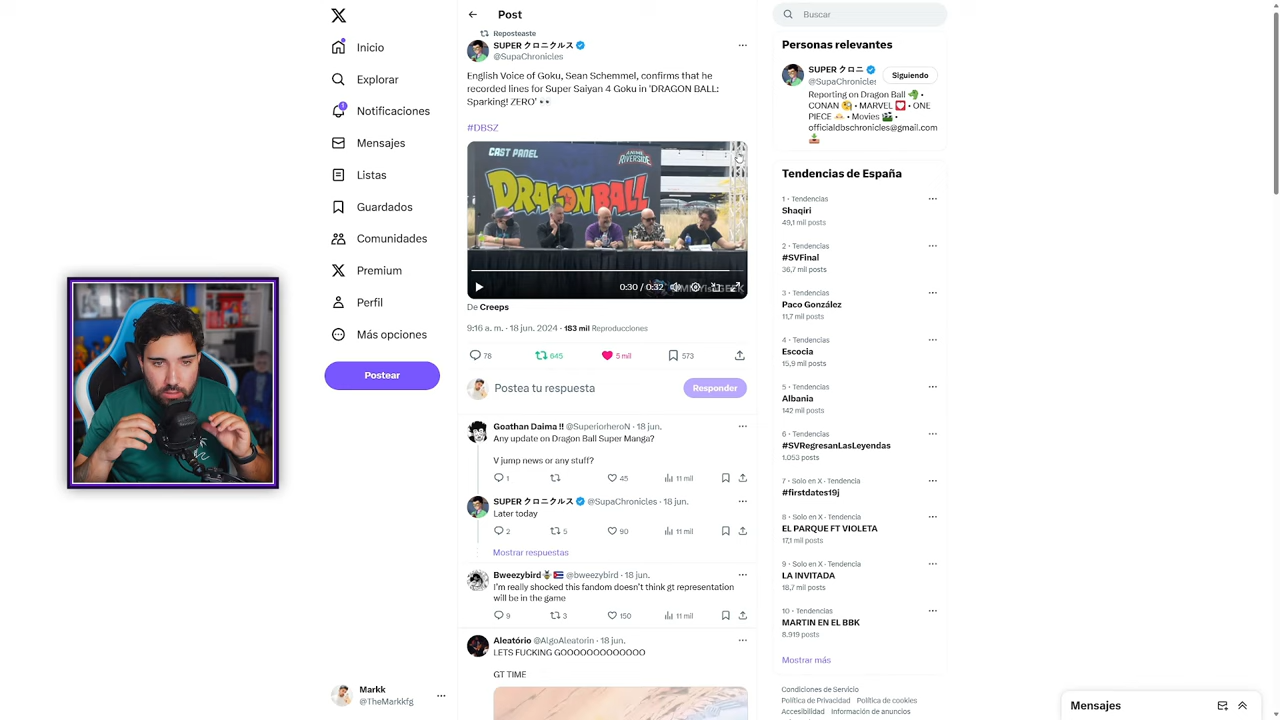 Inicio
Explorar
1
Notificaciones
Mensajes
Listas
Guardados
Comunidades
Premium
Perfil
Más opciones
Postear
Markk
@TheMarkkfg
Post
Reposteaste
SUPER クロニクルス
@SupaChronicles
English Voice of Goku, Sean Schemmel, confirms that he
recorded lines for Super Saiyan 4 Goku in 'DRAGON BALL:
Sparking! ZERO' 👀
#DBSZ
CAST PANEL
ANIME
RIVERSIDE
DRAGON BALL
0:30 / 0:32
De Creeps
9:16 a. m. · 18 jun. 2024 · 183 mil Reproducciones
78
645
5 mil
573
Postea tu respuesta
Responder
Goathan Daima !! @SuperiorheroN · 18 jun.
Any update on Dragon Ball Super Manga?
V jump news or any stuff?
1
45
11 mil
SUPER クロニクルス @SupaChronicles · 18 jun.
Later today
2
5
90
11 mil
Mostrar respuestas
Bweezybird @bweezybird · 18 jun.
I'm really shocked this fandom doesn't think gt representation
will be in the game
9
3
150
11 mil
Aleatório @AlgoAleatorin · 18 jun.
LETS FUCKING GOOOOOOOOOOOOO
GT TIME
Buscar
Personas relevantes
SUPER クロニ
@SupaChronicles
Siguiendo
Reporting on Dragon Ball 🐉 •
CONAN 🧐 • MARVEL • ONE
PIECE • Movies 🎬 •
officialdbschronicles@gmail.com
📥
Tendencias de España
1 · Tendencias
Shaqiri
49,1 mil posts
2 · Tendencias
#SVFinal
36,7 mil posts
3 · Tendencias
Paco González
11,7 mil posts
4 · Tendencias
Escocia
15,9 mil posts
5 · Tendencias
Albania
142 mil posts
6 · Tendencias
#SVRegresanLasLeyendas
1.053 posts
7 · Solo en X · Tendencia
#firstdates19j
8 · Solo en X · Tendencia
EL PARQUE FT VIOLETA
17,1 mil posts
9 · Solo en X · Tendencia
LA INVITADA
18,7 mil posts
10 · Tendencias
MARTIN EN EL BBK
8.919 posts
Mostrar más
Condiciones de Servicio
Política de Privacidad Política de cookies
Accesibilidad Información de anuncios
Mensajes